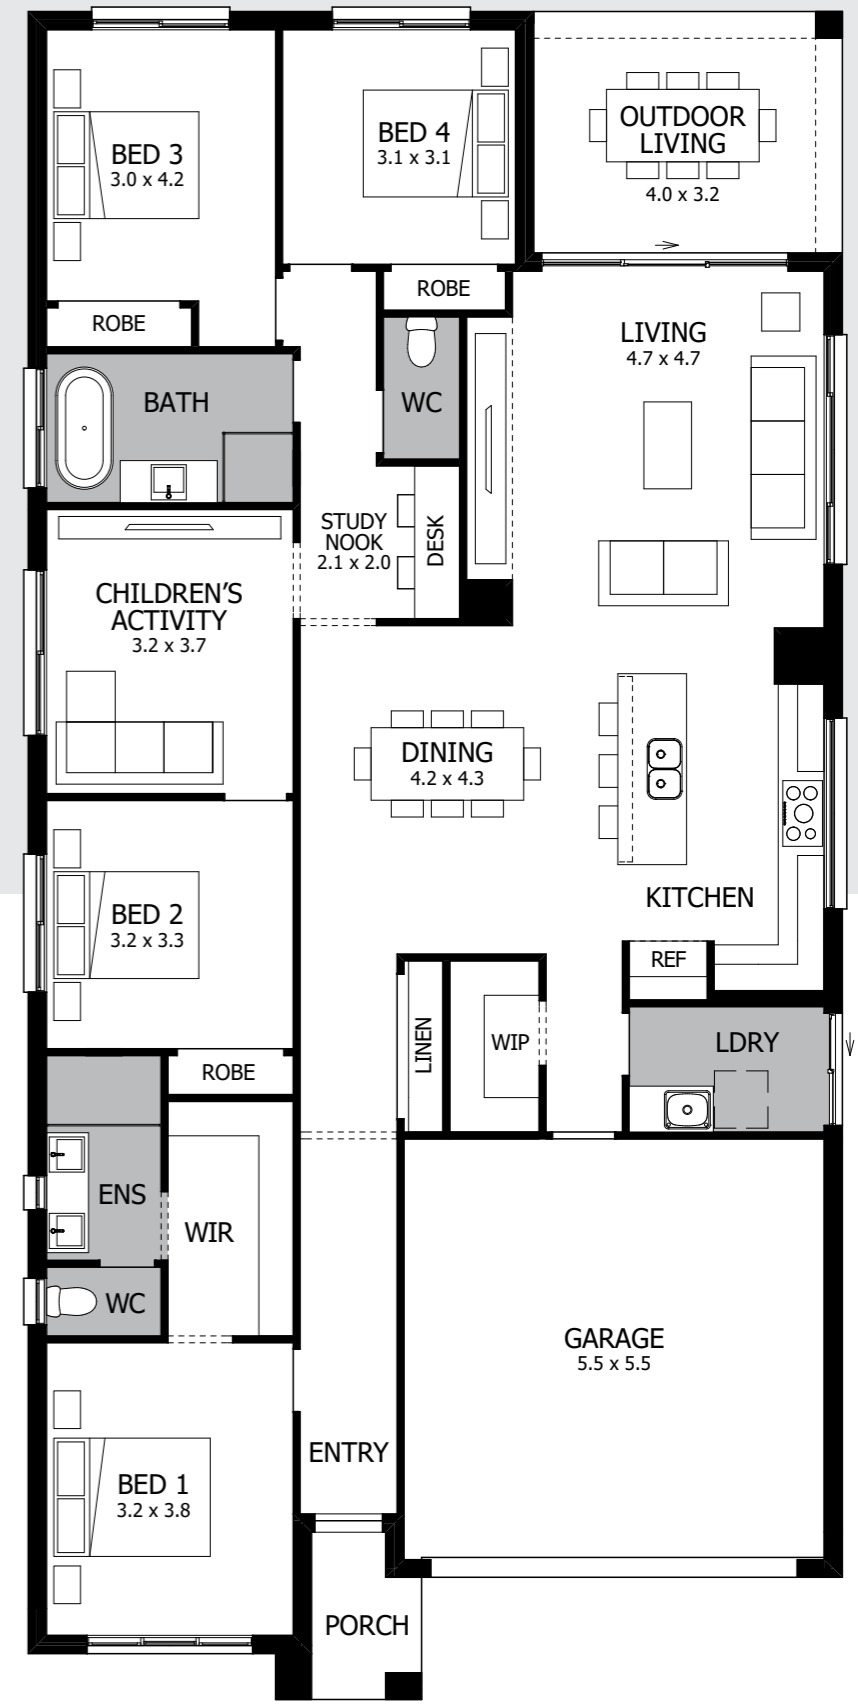 BED 3
3.0 x 4.2
BED 4
3.1 x 3.1
OUTDOOR
LIVING
4.0 x 3.2
ROBE
ROBE
LIVING
4.7 x 4.7
BATH
WC
STUDY
NOOK
2.1 x 2.0
DESK
CHILDREN'S
ACTIVITY
3.2 x 3.7
DINING
4.2 x 4.3
KITCHEN
BED 2
3.2 x 3.3
REF
LINEN
WIP
LDRY
ROBE
ENS
WIR
WC
GARAGE
5.5 x 5.5
ENTRY
BED 1
3.2 x 3.8
PORCH